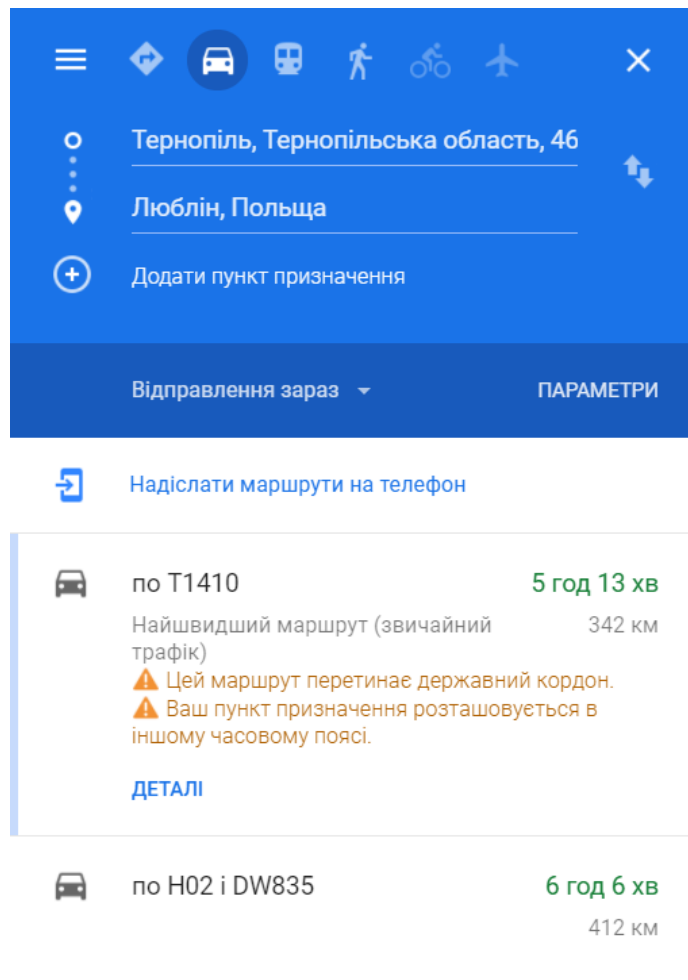 Тернопіль, Тернопільська область, 46
Люблін, Польща
Додати пункт призначення
Відправлення зараз
ПАРАМЕТРИ
Надіслати маршрути на телефон
по T1410 5 год 13 хв
Найшвидший маршрут (звичайний 342 км
трафік)
Цей маршрут перетинає державний кордон.
Ваш пункт призначення розташовується в
іншому часовому поясі.
ДЕТАЛІ
по H02 і DW835 6 год 6 хв
412 км